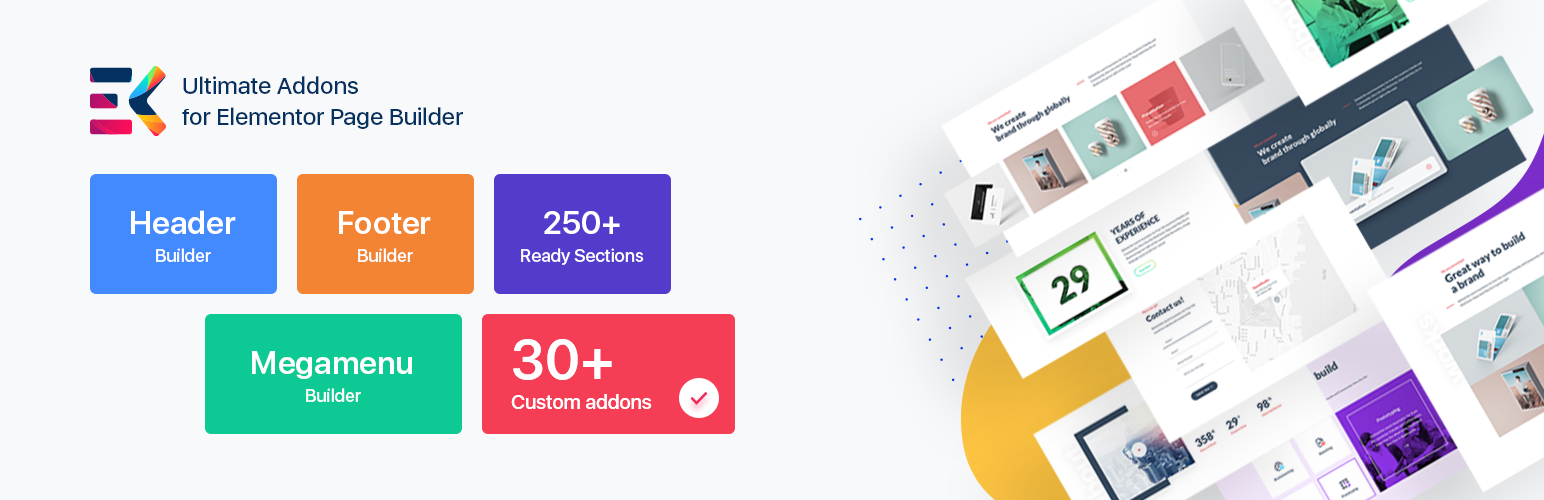 Ultimate Addons
for Elementor Page Builder
Header
Builder
Footer
Builder
250+
Ready Sections
Megamenu
Builder
30+
Custom addons
We create
brand through globally
We create
brand through globally
YEARS OF
EXPERIENCE
29
Contact us!
Great way to build
a brand
build
358+
29+
98+
Prototyping